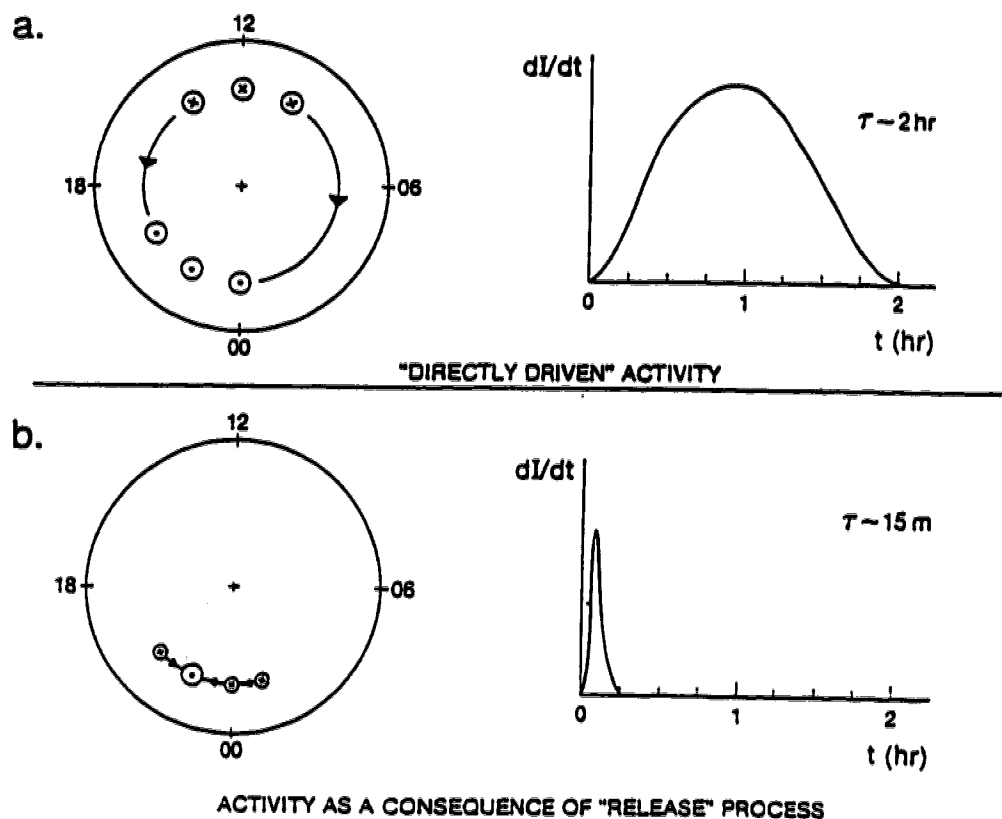 a.
12
18
06
00
dI/dt
τ ~ 2 hr
0
1
2
t (hr)
"DIRECTLY DRIVEN" ACTIVITY
b.
12
18
06
00
dI/dt
τ ~ 15 m
0
1
2
t (hr)
ACTIVITY AS A CONSEQUENCE OF "RELEASE" PROCESS